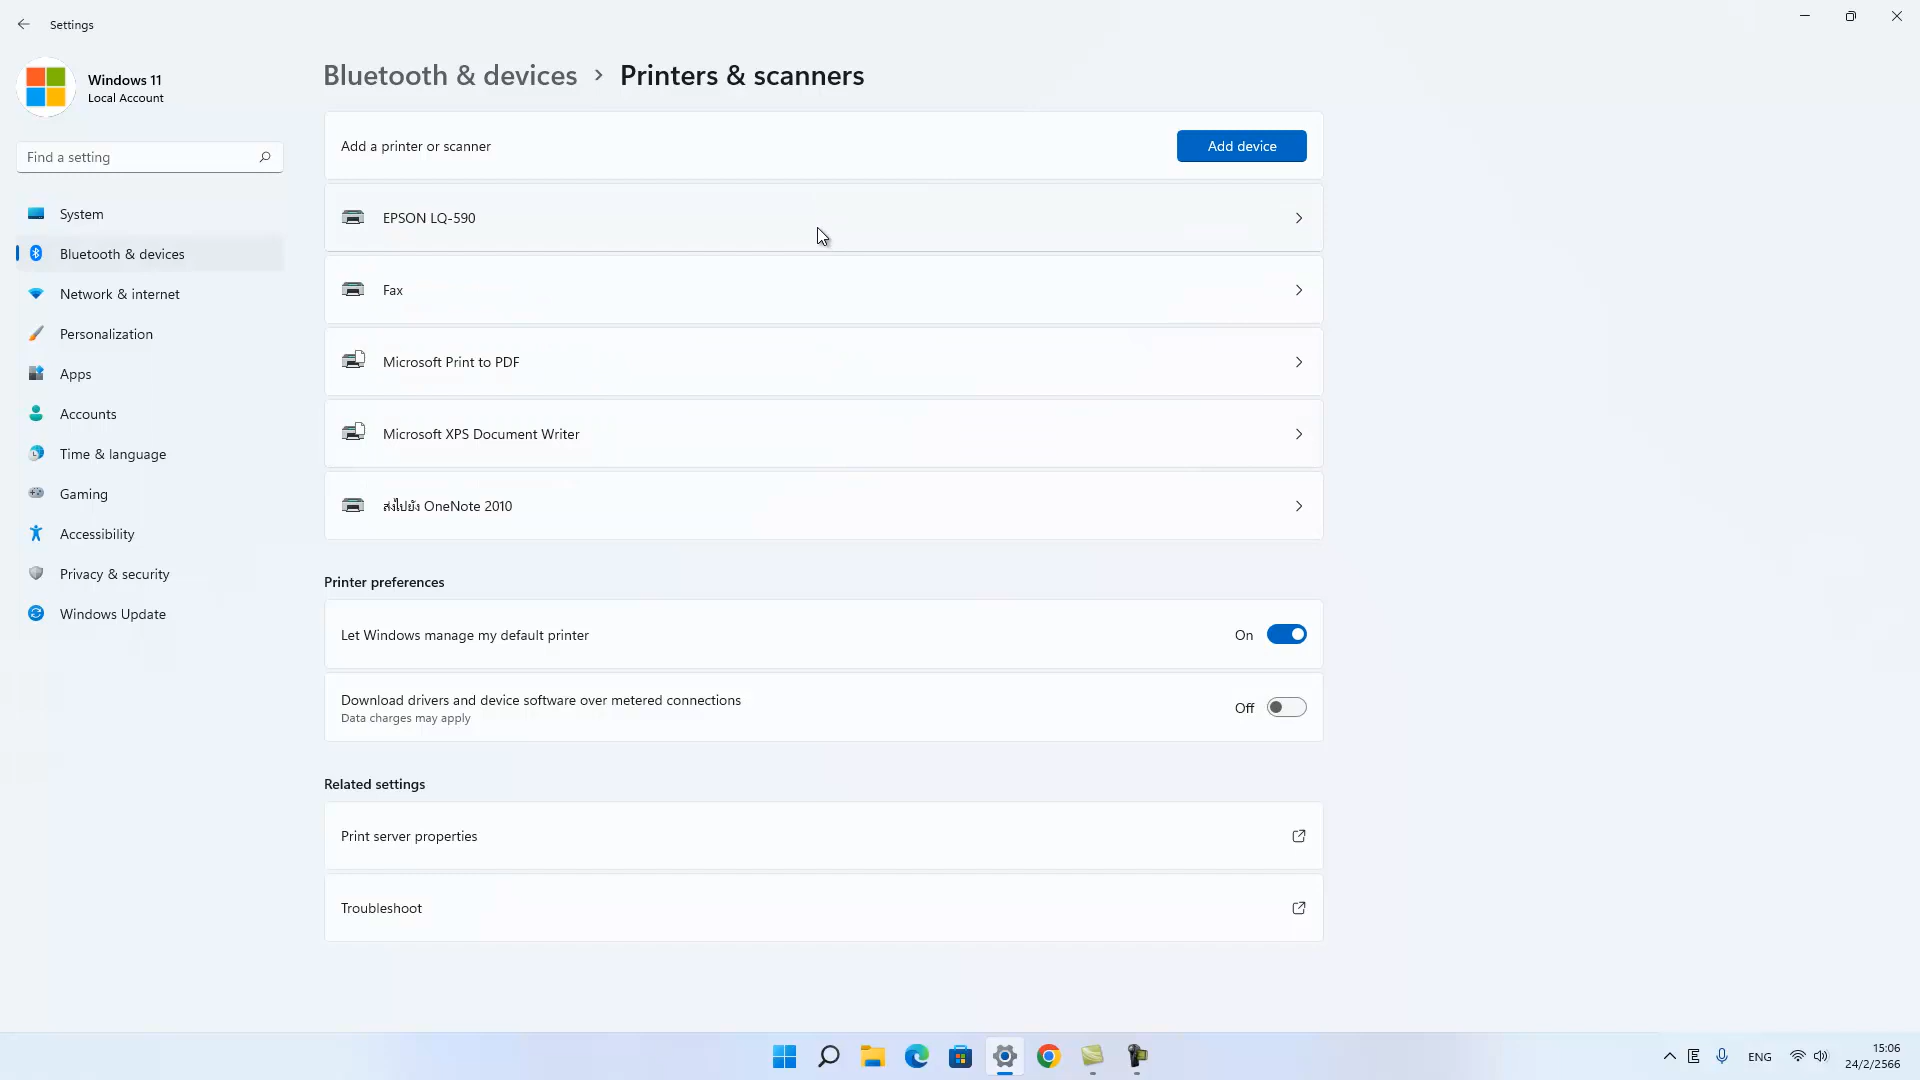 Settings
Windows 11
Local Account
Find a setting
System
Bluetooth & devices
Network & internet
Personalization
Apps
Accounts
Time & language
Gaming
Accessibility
Privacy & security
Windows Update
Bluetooth & devices › Printers & scanners
Add a printer or scanner
Add device
EPSON LQ-590
Fax
Microsoft Print to PDF
Microsoft XPS Document Writer
ส่งไปยัง OneNote 2010
Printer preferences
Let Windows manage my default printer
On
Download drivers and device software over metered connections
Data charges may apply
Off
Related settings
Print server properties
Troubleshoot
ENG
15:06
24/2/2566